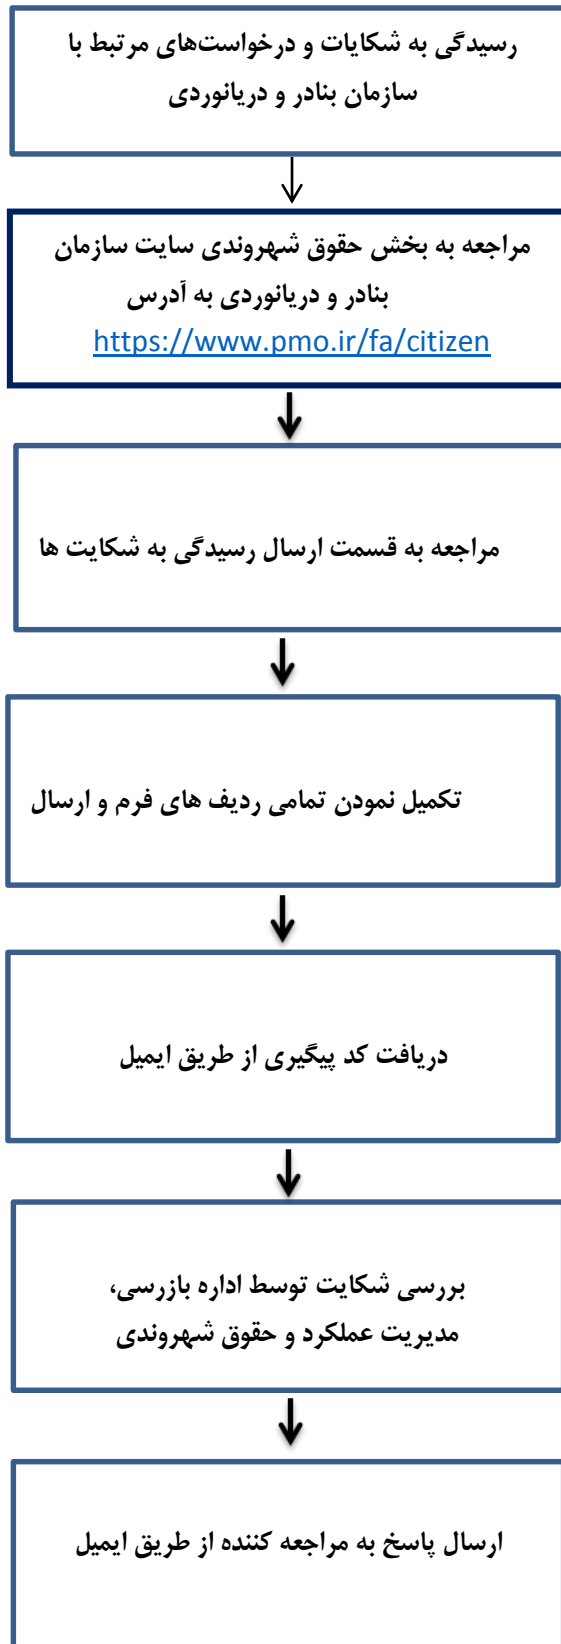 رسیدگی به شکایات و درخواست‌های مرتبط با
سازمان بنادر و دریانوردی
مراجعه به بخش حقوق شهروندی سایت سازمان
بنادر و دریانوردی به آدرس
https://www.pmo.ir/fa/citizen
مراجعه به قسمت ارسال رسیدگی به شکایت ها
تکمیل نمودن تمامی ردیف های فرم و ارسال
دریافت کد پیگیری از طریق ایمیل
بررسی شکایت توسط اداره بازرسی،
مدیریت عملکرد و حقوق شهروندی
ارسال پاسخ به مراجعه کننده از طریق ایمیل